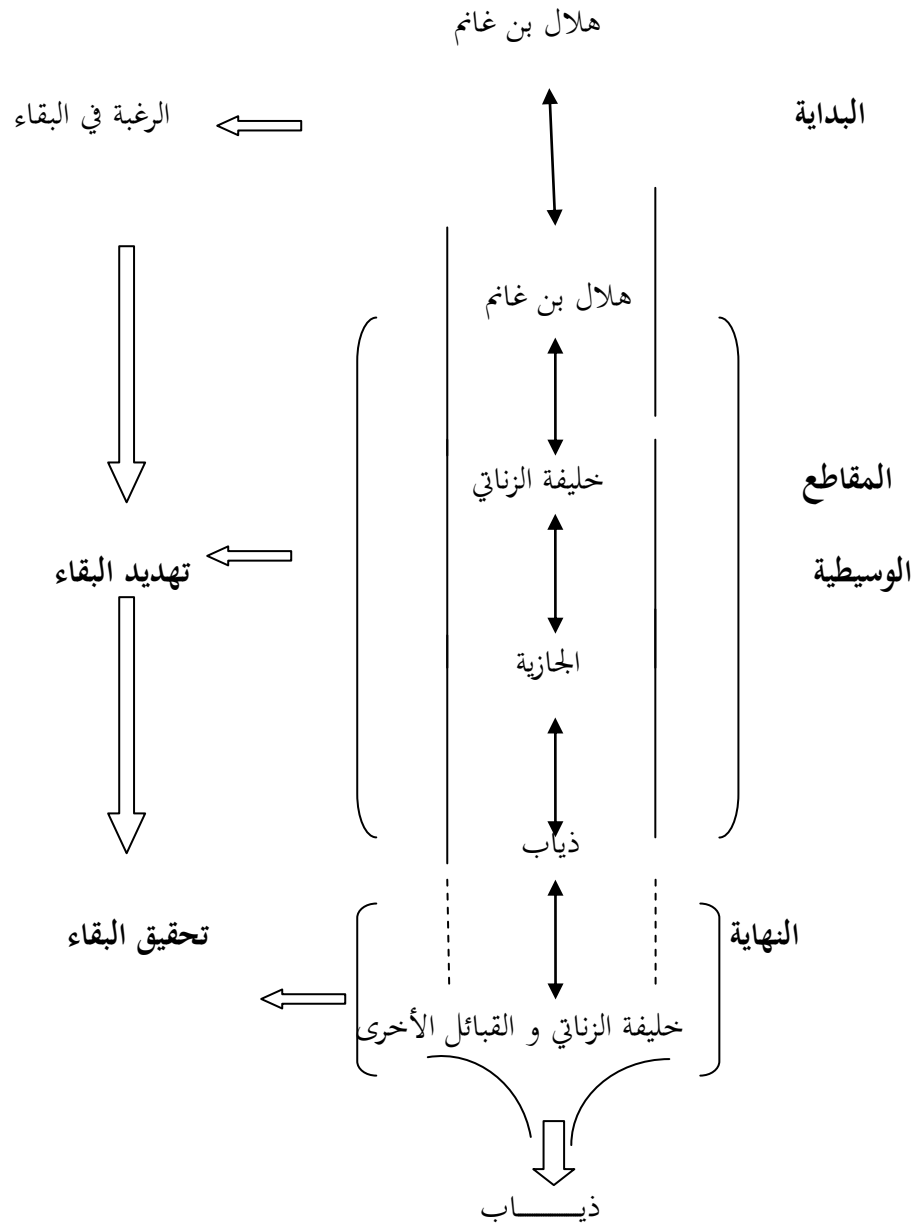 هلال بن غانم
البداية
الرغبة في البقاء
هلال بن غانم
خليفة الزناتي
المقاطع
الوسيطية
تهديد البقاء
الجازية
ذياب
النهاية
تحقيق البقاء
خليفة الزناتي و القبائل الأخرى
ذيـــــاب